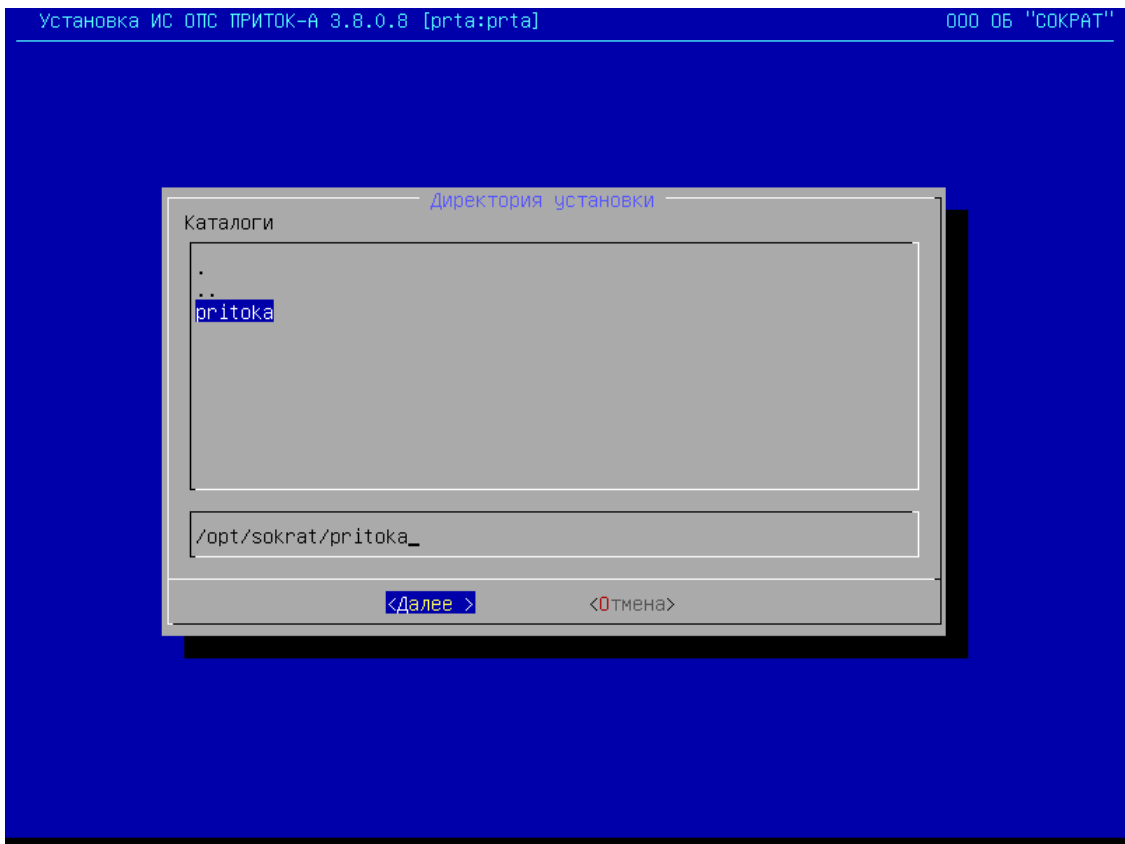 Установка ИС ОПС ПРИТОК-А 3.8.0.8 [prta:prta] ООО ОБ "СОКРАТ"
Директория установки
Каталоги
.
..
pritoka
/opt/sokrat/pritoka_
<Далее > <Отмена>